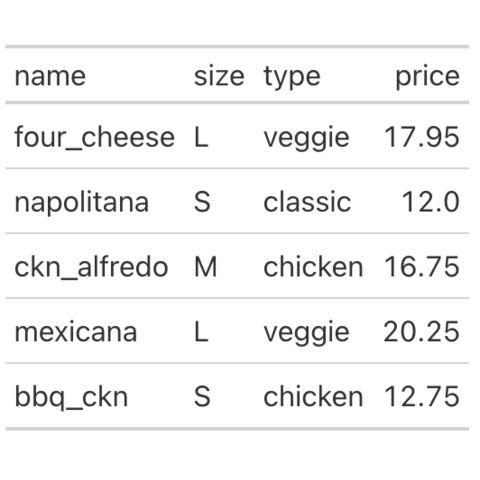 name size type price
four_cheese L veggie 17.95
napolitana S classic 12.0
ckn_alfredo M chicken 16.75
mexicana L veggie 20.25
bbq_ckn S chicken 12.75